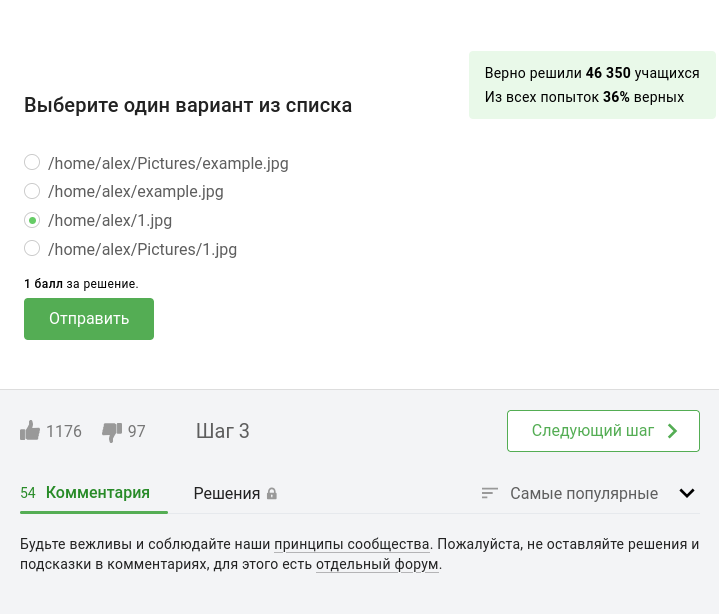 Верно решили 46 350 учащихся
Из всех попыток 36% верных
Выберите один вариант из списка
/home/alex/Pictures/example.jpg
/home/alex/example.jpg
/home/alex/1.jpg
/home/alex/Pictures/1.jpg
1 балл за решение.
Отправить
1176 97 Шаг 3 Следующий шаг
54 Комментария Решения Самые популярные
Будьте вежливы и соблюдайте наши принципы сообщества. Пожалуйста, не оставляйте решения и
подсказки в комментариях, для этого есть отдельный форум.